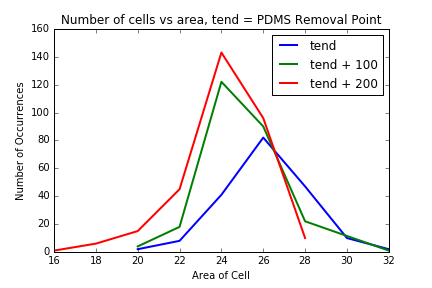 Number of cells vs area, tend = PDMS Removal Point
160
140
120
100
80
60
40
20
0
Number of Occurrences
tend
tend + 100
tend + 200
16 18 20 22 24 26 28 30 32
Area of Cell